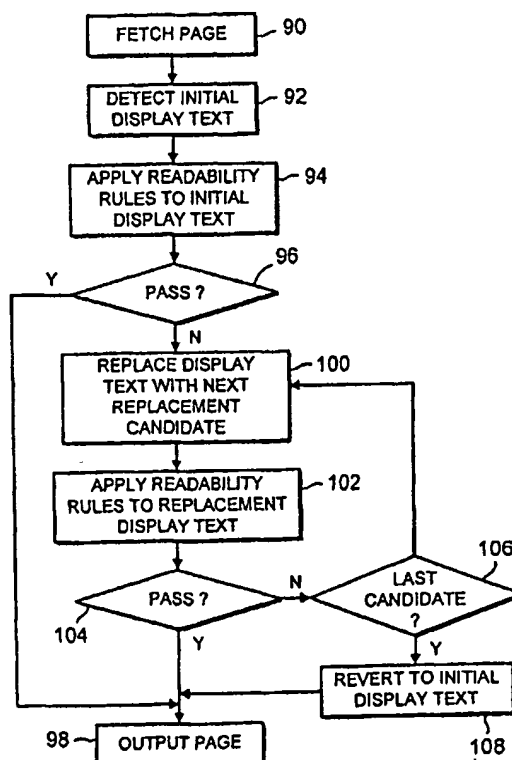 FETCH PAGE
90
DETECT INITIAL
DISPLAY TEXT
92
APPLY READABILITY
RULES TO INITIAL
DISPLAY TEXT
94
PASS ?
96
Y
N
REPLACE DISPLAY
TEXT WITH NEXT
REPLACEMENT
CANDIDATE
100
APPLY READABILITY
RULES TO REPLACEMENT
DISPLAY TEXT
102
PASS ?
104
N
Y
LAST
CANDIDATE
?
106
Y
REVERT TO INITIAL
DISPLAY TEXT
108
98
OUTPUT PAGE